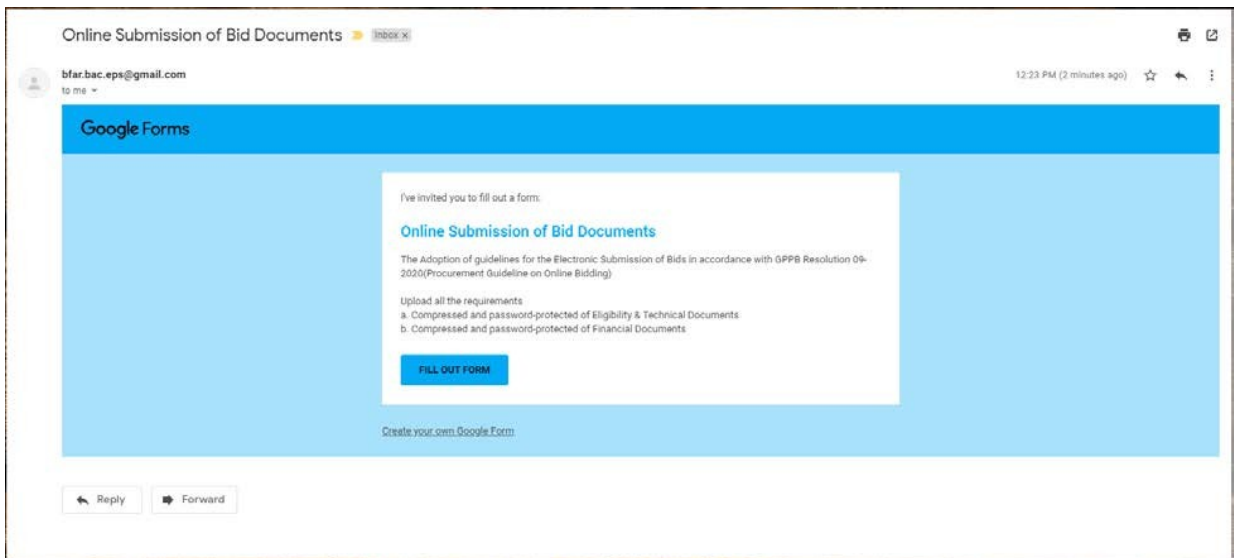 Online Submission of Bid Documents
Inbox x
bfar.bac.eps@gmail.com
12:23 PM (2 minutes ago)
to me
Google Forms
I've invited you to fill out a form:
Online Submission of Bid Documents
The Adoption of guidelines for the Electronic Submission of Bids in accordance with GPPB Resolution 09-
2020(Procurement Guideline on Online Bidding)
Upload all the requirements
a. Compressed and password-protected of Eligibility & Technical Documents
b. Compressed and password-protected of Financial Documents
FILL OUT FORM
Create your own Google Form
Reply
Forward